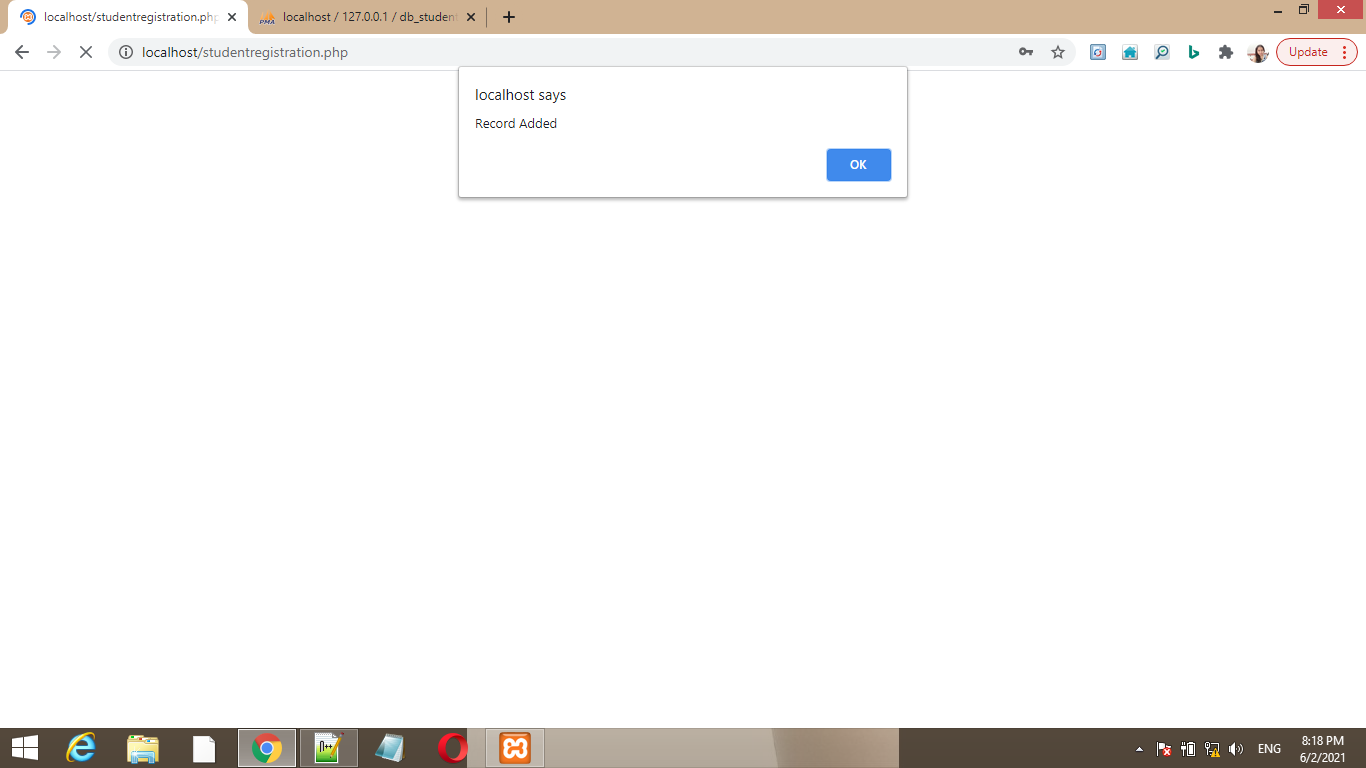 localhost/studentregistration.php
localhost / 127.0.0.1 / db_student
localhost/studentregistration.php
Update
localhost says
Record Added
OK
PMA
ENG
8:18 PM
6/2/2021